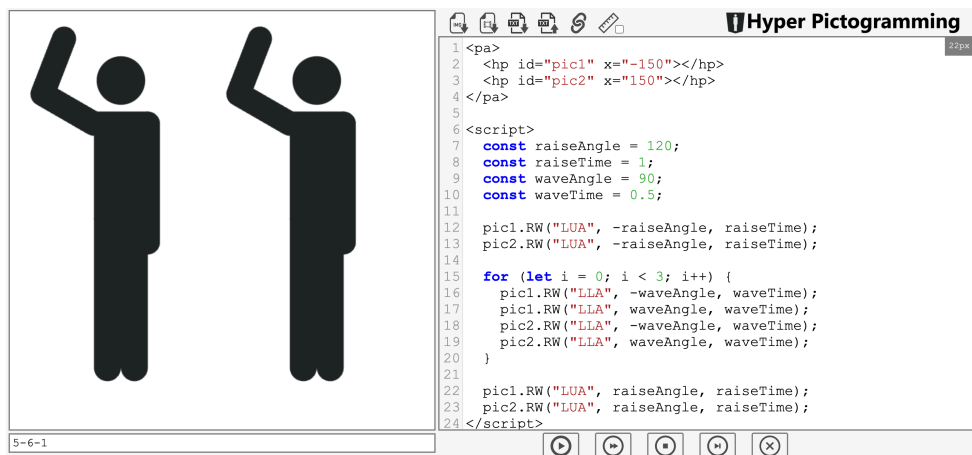 IMG TXT TXT Hyper Pictogramming
22px
1 <pa>
2 <hp id="pic1" x="-150"></hp>
3 <hp id="pic2" x="150"></hp>
4 </pa>
5
6 <script>
7 const raiseAngle = 120;
8 const raiseTime = 1;
9 const waveAngle = 90;
10 const waveTime = 0.5;
11
12 pic1.RW("LUA", -raiseAngle, raiseTime);
13 pic2.RW("LUA", -raiseAngle, raiseTime);
14
15 for (let i = 0; i < 3; i++) {
16 pic1.RW("LLA", -waveAngle, waveTime);
17 pic1.RW("LLA", waveAngle, waveTime);
18 pic2.RW("LLA", -waveAngle, waveTime);
19 pic2.RW("LLA", waveAngle, waveTime);
20 }
21
22 pic1.RW("LUA", raiseAngle, raiseTime);
23 pic2.RW("LUA", raiseAngle, raiseTime);
24 </script>
5-6-1